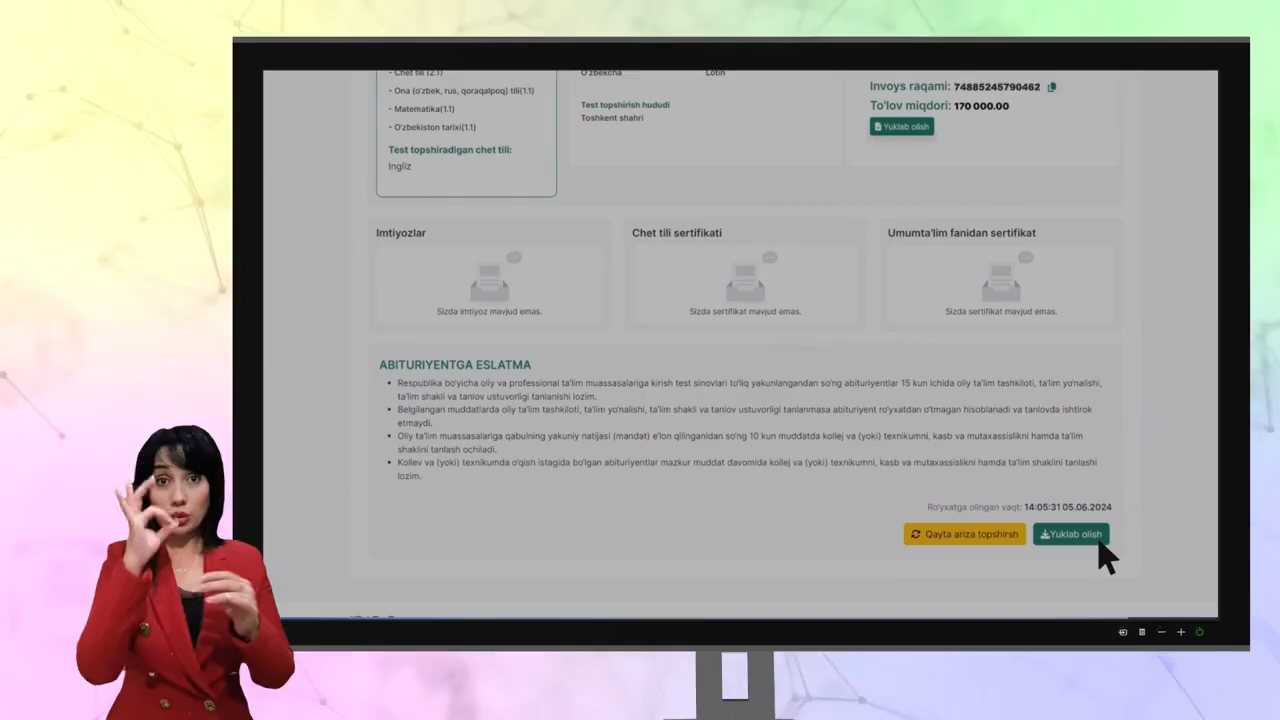 - Chet tili (2.1)
- Ona (o'zbek, rus, qoraqalpoq) tili(1.1)
- Matematika(1.1)
- O'zbekiston tarixi(1.1)
Test topshiradigan chet tili:
Ingliz
O'zbekcha
Lotin
Test topshirish hududi
Toshkent shahri
Invoys raqami: 74885245790462
To'lov miqdori: 170 000.00
Yuklab olish
Imtiyozlar
Sizda imtiyoz mavjud emas.
Chet tili sertifikati
Sizda sertifikat mavjud emas.
Umumta'lim fanidan sertifikat
Sizda sertifikat mavjud emas.
ABITURIYENTGA ESLATMA
Respublika bo'yicha oliy va professional ta'lim muassasalariga kirish test sinovlari to'liq yakunlangandan so'ng abituriyentlar 15 kun ichida oliy ta'lim tashkiloti, ta'lim yo'nalishi,
ta'lim shakli va tanlov ustuvorligi tanlanishi lozim.
Belgilangan muddatlarda oliy ta'lim tashkiloti, ta'lim yo'nalishi, ta'lim shakli va tanlov ustuvorligi tanlanmasa abituriyent ro'yxatdan o'tmagan hisoblanadi va tanlovda ishtirok
etmaydi.
Oliy ta'lim muassasalariga qabulning yakuniy natijasi (mandat) e'lon qilinganidan so'ng 10 kun muddatda kollej va (yoki) texnikumni, kasb va mutaxassislikni hamda ta'lim
shaklini tanlash ochiladi.
Kollev va (yoki) texnikumda o'qish istagida bo'lgan abituriyentlar mazkur muddat davomida kollej va (yoki) texnikumni, kasb va mutaxassislikni hamda ta'lim shaklini tanlashi
lozim.
Ro'yxatga olingan vaqt: 14:05:31 05.06.2024
Qayta ariza topshirsh
Yuklab olish